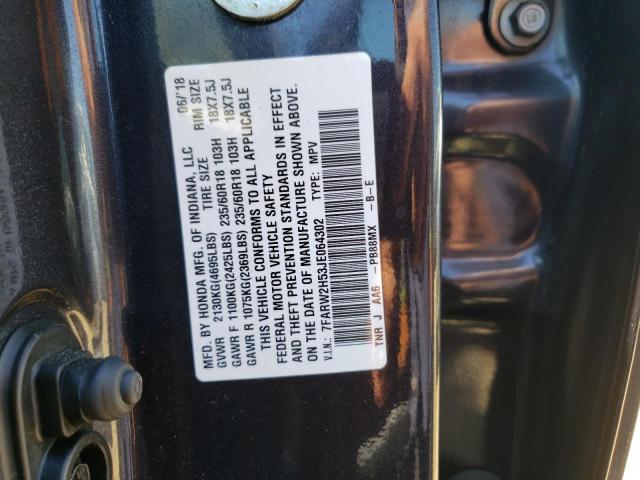 MFD. BY HONDA MFG. OF INDIANA, LLC 06/'18
TIRE SIZE RIM SIZE
GVWR 2130KG(4695LBS)
GAWR F 1100KG(2425LBS) 235/60R18 103H 18X7.5J
GAWR R 1075KG(2369LBS) 235/60R18 103H 18X7.5J
THIS VEHICLE CONFORMS TO ALL APPLICABLE
FEDERAL MOTOR VEHICLE SAFETY
AND THEFT PREVENTION STANDARDS IN EFFECT
ON THE DATE OF MANUFACTURE SHOWN ABOVE.
V.I.N.: 7FARW2H53JE064302 TYPE: MPV
TNR J AA6 -PB88MX -B-E